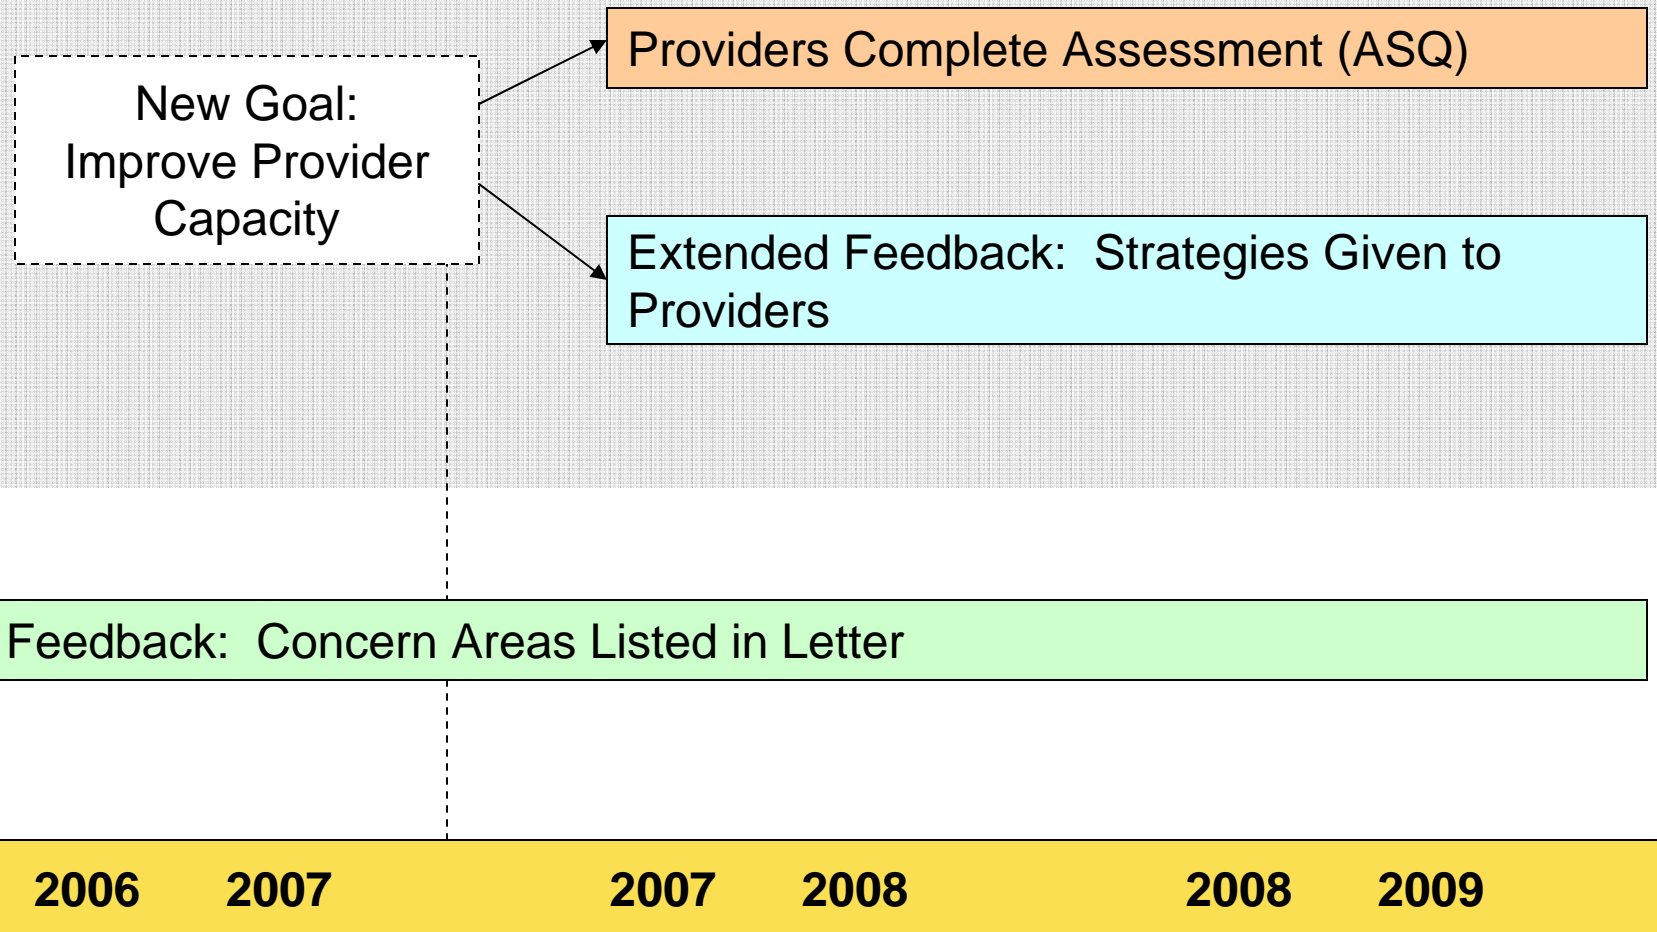 Providers Complete Assessment (ASQ)
New Goal:
Improve Provider
Capacity
Extended Feedback:  Strategies Given to
Providers
Feedback:  Concern Areas Listed in Letter
2006 2007 2007 2008 2008 2009